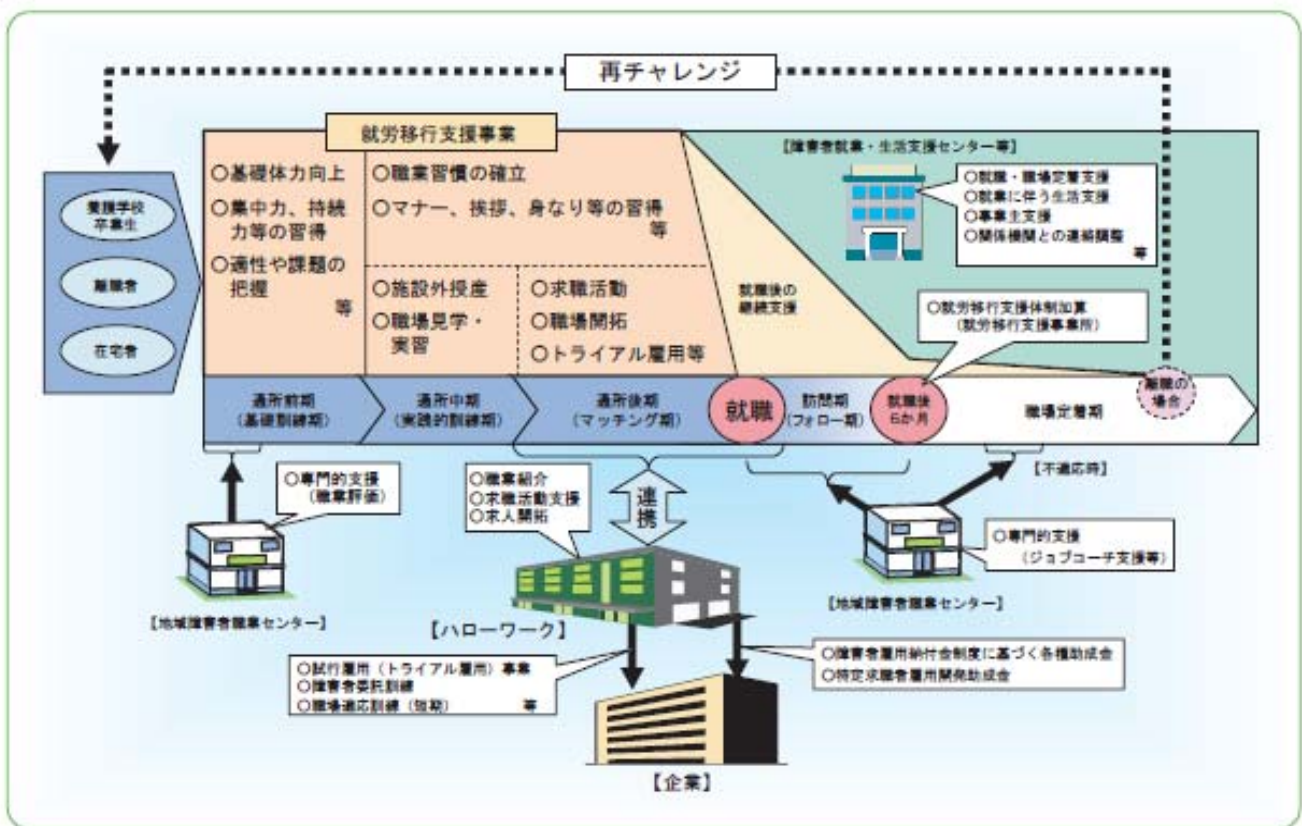 再チャレンジ
就労移行支援事業
養護学校
卒業生
離職者
在宅者
○基礎体力向上
○集中力、持続
力等の習得
○適性や課題の
把握
等
○職業習慣の確立
○マナー、挨拶、身なり等の習得
等
○施設外授産
○職場見学・
実習
○求職活動
○職場開拓
○トライアル雇用等
就職後の
継続支援
【障害者就業・生活支援センター等】
○就職・職場定着支援
○就業に伴う生活支援
○事業主支援
○関係機関との連絡調整
等
○就労移行支援体制加算
(就労移行支援事業所)
通所前期
(基礎訓練期)
通所中期
(実践的訓練期)
通所後期
(マッチング期)
就職
訪問期
(フォロー期)
就職後
6か月
職場定着期
離職の
場合
○専門的支援
(職業評価)
【地域障害者職業センター】
○職業紹介
○求職活動支援
○求人開拓
連携
【ハローワーク】
【不適応時】
○専門的支援
(ジョブコーチ支援等)
【地域障害者職業センター】
○試行雇用(トライアル雇用)事業
○障害者委託訓練
○職場適応訓練(短期) 等
○障害者雇用納付金制度に基づく各種助成金
○特定求職者雇用開発助成金
【企業】